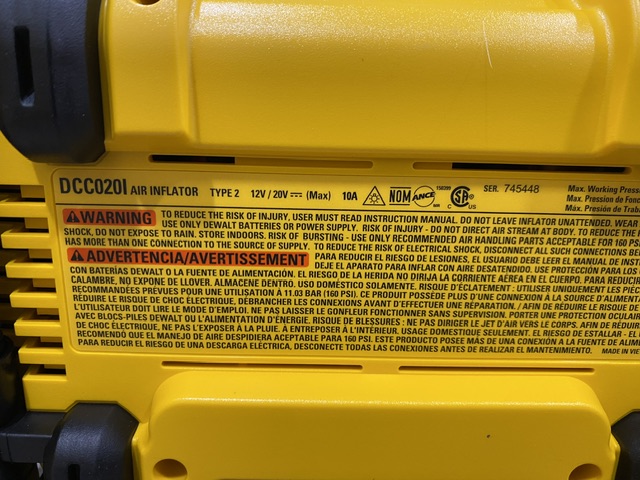 DCC020I AIR INFLATOR TYPE 2 12V / 20V (Max) 10A NOM ANCE 150399 C US SER. 745448 Max. Working Pressu
Presión de
Max. Presión de Trabajo
WARNING TO REDUCE THE RISK OF INJURY, USER MUST READ INSTRUCTION MANUAL. DO NOT LEAVE INFLATOR UNATTENDED. WEAR
USE ONLY DEWALT BATTERIES OR POWER SUPPLY. RISK OF INJURY - DO NOT DIRECT AIR STREAM AT BODY. TO REDUCE THE
SHOCK, DO NOT EXPOSE TO RAIN. STORE INDOORS. RISK OF BURSTING - USE ONLY RECOMMENDED AIR HANDLING PARTS ACCEPTABLE FOR 160 PS
HAS MORE THAN ONE CONNECTION TO THE SOURCE OF SUPPLY. TO REDUCE THE RISK OF ELECTRICAL SHOCK, DISCONNECT ALL SUCH CONNECTIONS BE
ADVERTENCIA/AVERTISSEMENT PARA REDUCIR EL RIESGO DE LESIONES, EL USUARIO DEBE LEER EL MANUAL DE INST
DEJE EL APARATO PARA INFLAR CON AIRE DESATENDIDO. USE PROTECCIÓN PARA LOS
CON BATERÍAS DEWALT O LA FUENTE DE ALIMENTACIÓN. EL RIESGO DE LA HERIDA NO DIRIJA LA CORRIENTE AÉREA EN EL CUERPO. PARA REDUCI
CALAMBRE, NO EXPONE DE LLOVER. ALMACENE DENTRO. USO DOMÉSTICO SOLAMENTE. RISQUE D'ÉCLATEMENT : UTILISER UNIQUEMENT LES PIÈC
RECOMMANDÉES PRÉVUES POUR UNE UTILISATION À 11.03 BAR (160 PSI). CE PRODUIT POSSÈDE PLUS D'UNE CONNEXION À LA SOURCE D'ALIMENT
RÉDUIRE LE RISQUE DE CHOC ÉLECTRIQUE, DÉBRANCHER LES CONNEXIONS AVANT D'EFFECTUER DES RÉPARATIONS. / AFIN DE RÉDUIRE LE RISQUE DE
L'UTILISATEUR DOIT LIRE LE MODE D'EMPLOI. NE PAS LAISSER LE GONFLEUR FONCTIONNER SANS SUPERVISION. PORTER UNE PROTECTION OCULAIR
AVEC BLOCS-PILES DEWALT OU L'ALIMENTATION D'ÉNERGIE. RISQUE DE BLESSURES : NE PAS DIRIGER LE JET D'AIR VERS LE CORPS. AFIN DE RÉDUIR
DE CHOC ÉLECTRIQUE, NE PAS L'EXPOSER À LA PLUIE. À ENTREPOSER À L'INTÉRIEUR. USAGE DOMESTIQUE SEULEMENT. EL RIESGO DE ESTALLAR - EL
RECOMENDÓ QUE EL MANEJO DE AIRE DESPIDIERA ACEPTABLE PARA 160 PSI. ESTE PRODUCTO POSEE MÁS DE UNA CONEXIÓN A LA FUENTE DE ALIME
PARA REDUCIR EL RIESGO DE UNA DESCARGA ELÉCTRICA, DESCONECTE TODAS LAS CONEXIONES ANTES DE REALIZAR EL MANTENIMIENTO. MADE IN VIE